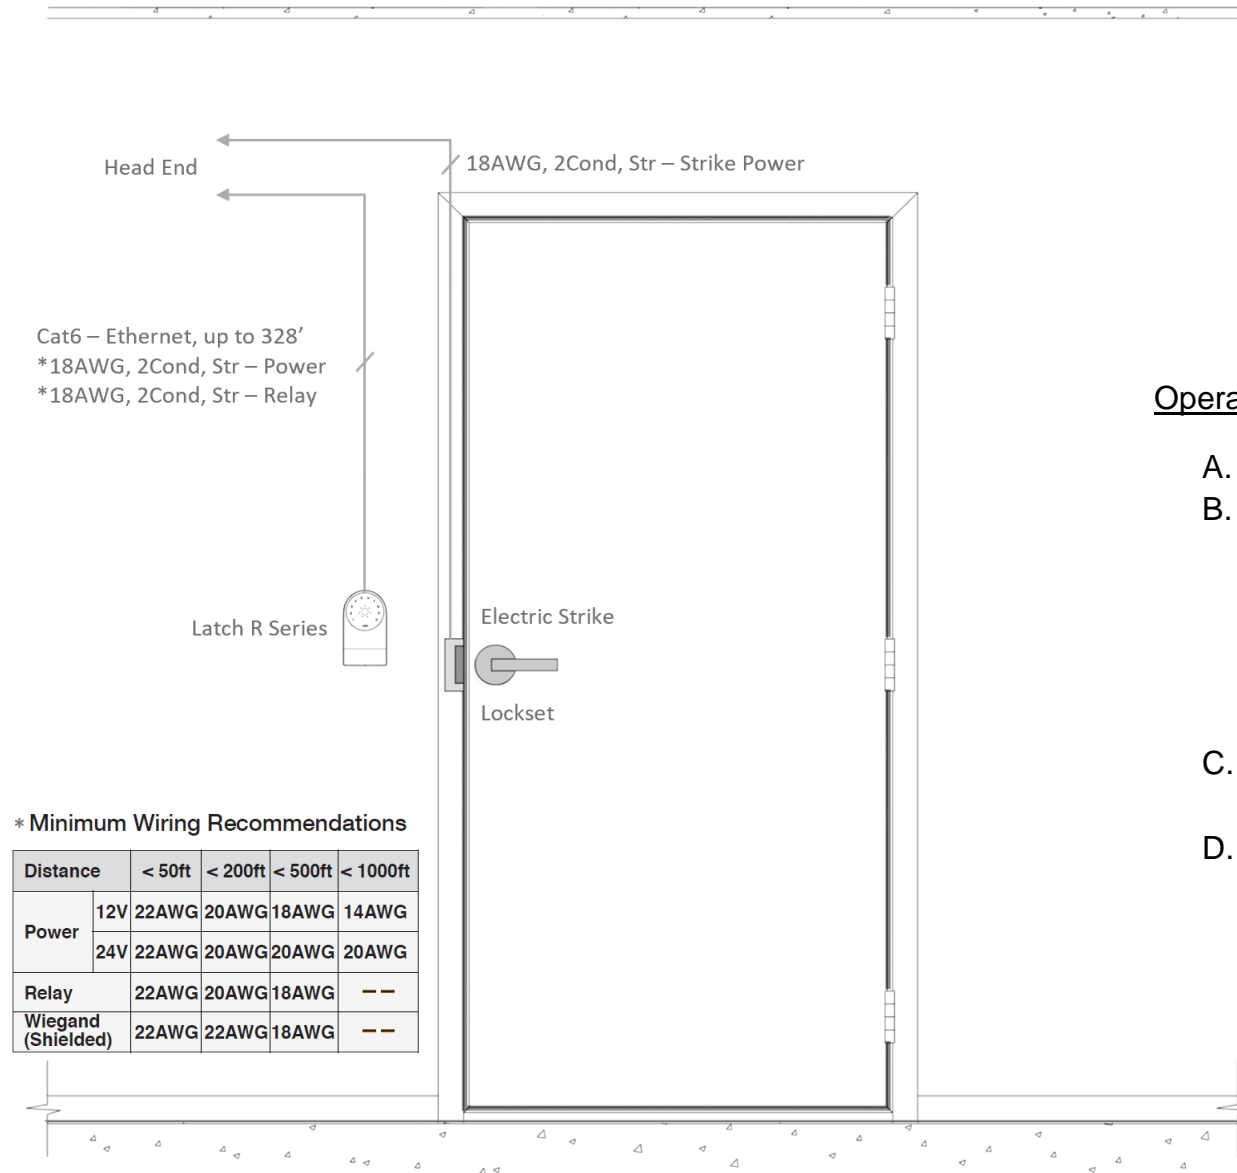 Head End
18AWG, 2Cond, Str – Strike Power
Cat6 – Ethernet, up to 328’
*18AWG, 2Cond, Str – Power
*18AWG, 2Cond, Str – Relay
Opera
A.
B.
Latch R Series
Electric Strike
Lockset
C.
D.
* Minimum Wiring Recommendations
Distance < 50ft < 200ft < 500ft < 1000ft
Power 12V 22AWG 20AWG 18AWG 14AWG
24V 22AWG 20AWG 20AWG 20AWG
Relay 22AWG 20AWG 18AWG – –
Wiegand
(Shielded) 22AWG 22AWG 18AWG – –